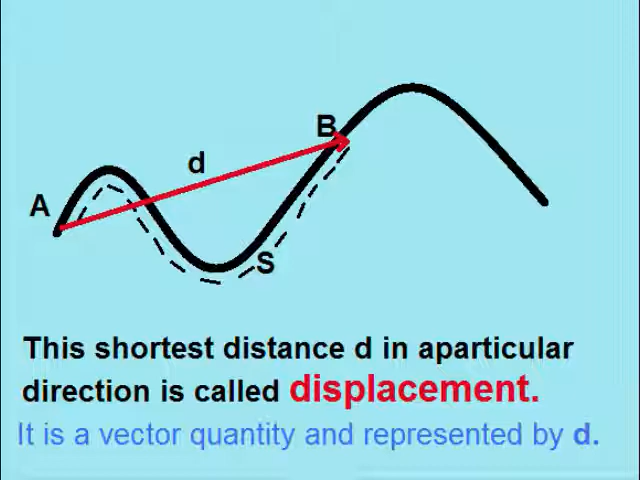 B
d
A
S
This shortest distance d in aparticular
direction is called displacement.
It is a vector quantity and represented by d.